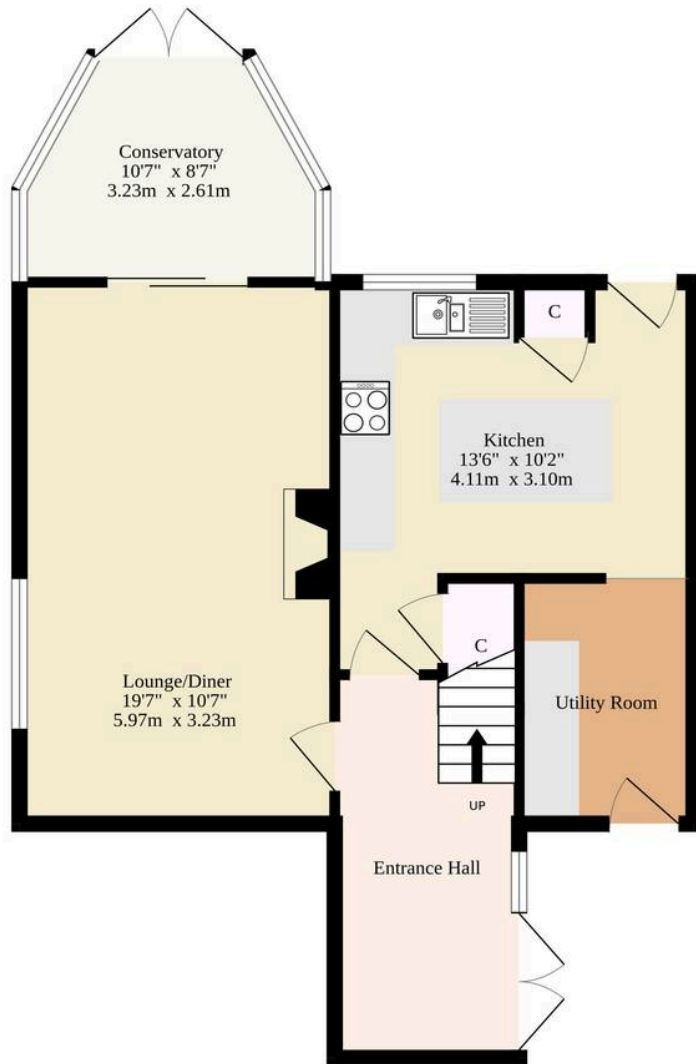 Conservatory
10'7" x 8'7"
3.23m x 2.61m
C
Kitchen
13'6" x 10'2"
4.11m x 3.10m
C
Lounge/Diner
19'7" x 10'7"
5.97m x 3.23m
Utility Room
UP
Entrance Hall